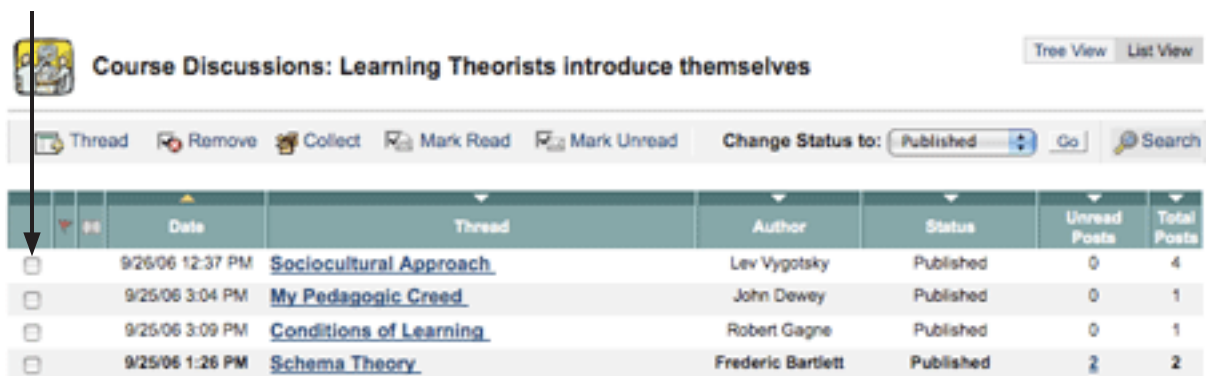 Tree View List View
Course Discussions: Learning Theorists introduce themselves
Thread Remove Collect Mark Read Mark Unread Change Status to: Published Go Search
Date Thread Author Status Unread Posts Total Posts
9/26/06 12:37 PM Sociocultural Approach Lev Vygotsky Published 0 4
9/25/06 3:04 PM My Pedagogic Creed John Dewey Published 0 1
9/25/06 3:09 PM Conditions of Learning Robert Gagne Published 0 1
9/25/06 1:26 PM Schema Theory Frederic Bartlett Published 2 2